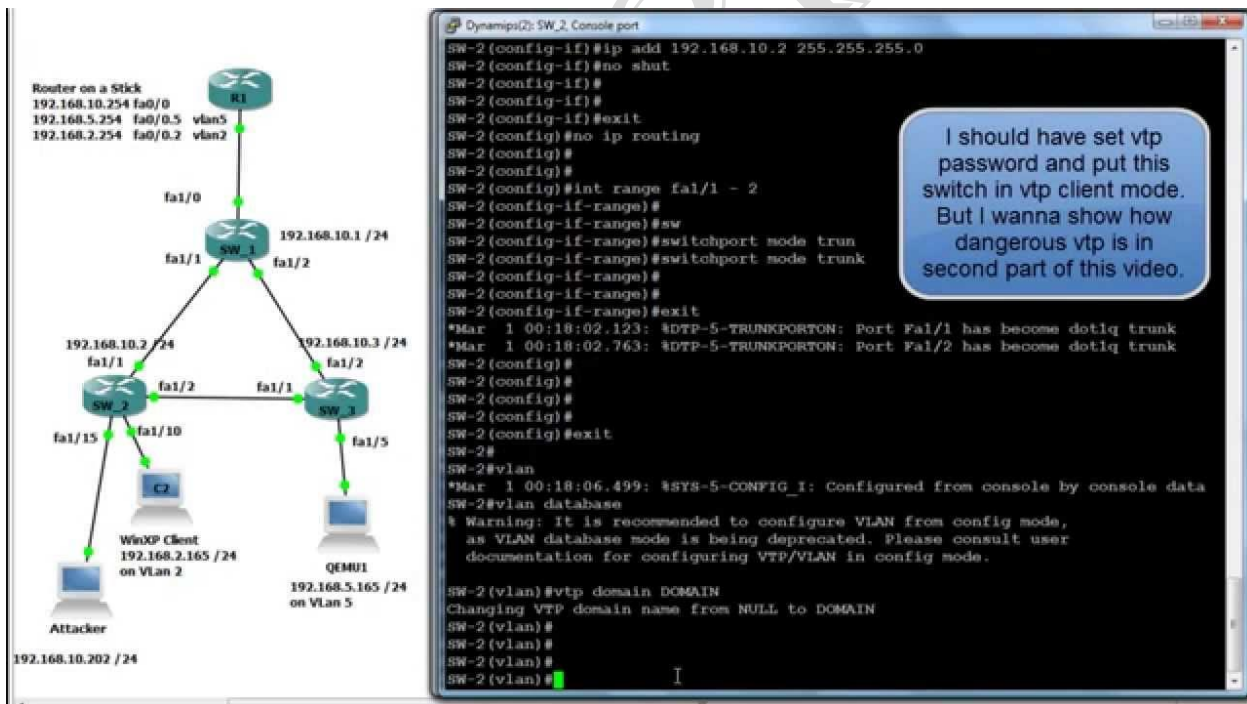 Router on a Stick
192.168.10.254 fa0/0
192.168.5.254 fa0/0.5 vlan5
192.168.2.254 fa0/0.2 vlan2
R1
fa1/0
SW_1
192.168.10.1 /24
fa1/1
fa1/2
192.168.10.2 /24
fa1/1
192.168.10.3 /24
fa1/2
SW_2
fa1/2
fa1/1
SW_3
fa1/15
fa1/10
fa1/5
C2
WinXP Client
192.168.2.165 /24
on VLan 2
QEMU1
192.168.5.165 /24
on VLan 5
Attacker
192.168.10.202 /24
Dynamips(2): SW_2, Console port
SW-2(config-if)#ip add 192.168.10.2 255.255.255.0
SW-2(config-if)#no shut
SW-2(config-if)#
SW-2(config-if)#
SW-2(config-if)#exit
SW-2(config)#no ip routing
SW-2(config)#
SW-2(config)#
SW-2(config)#int range fa1/1 - 2
SW-2(config-if-range)#
SW-2(config-if-range)#sw
SW-2(config-if-range)#switchport mode trun
SW-2(config-if-range)#switchport mode trunk
SW-2(config-if-range)#
SW-2(config-if-range)#
SW-2(config-if-range)#exit
*Mar 1 00:18:02.123: %DTP-5-TRUNKPORTON: Port Fa1/1 has become dot1q trunk
*Mar 1 00:18:02.763: %DTP-5-TRUNKPORTON: Port Fa1/2 has become dot1q trunk
SW-2(config)#
SW-2(config)#
SW-2(config)#
SW-2(config)#
SW-2(config)#exit
SW-2#
SW-2#vlan
*Mar 1 00:18:06.499: %SYS-5-CONFIG_I: Configured from console by console data
SW-2#vlan database
% Warning: It is recommended to configure VLAN from config mode,
as VLAN database mode is being deprecated. Please consult user
documentation for configuring VTP/VLAN in config mode.
SW-2(vlan)#vtp domain DOMAIN
Changing VTP domain name from NULL to DOMAIN
SW-2(vlan)#
SW-2(vlan)#
SW-2(vlan)#
SW-2(vlan)#
I should have set vtp
password and put this
switch in vtp client mode.
But I wanna show how
dangerous vtp is in
second part of this video.